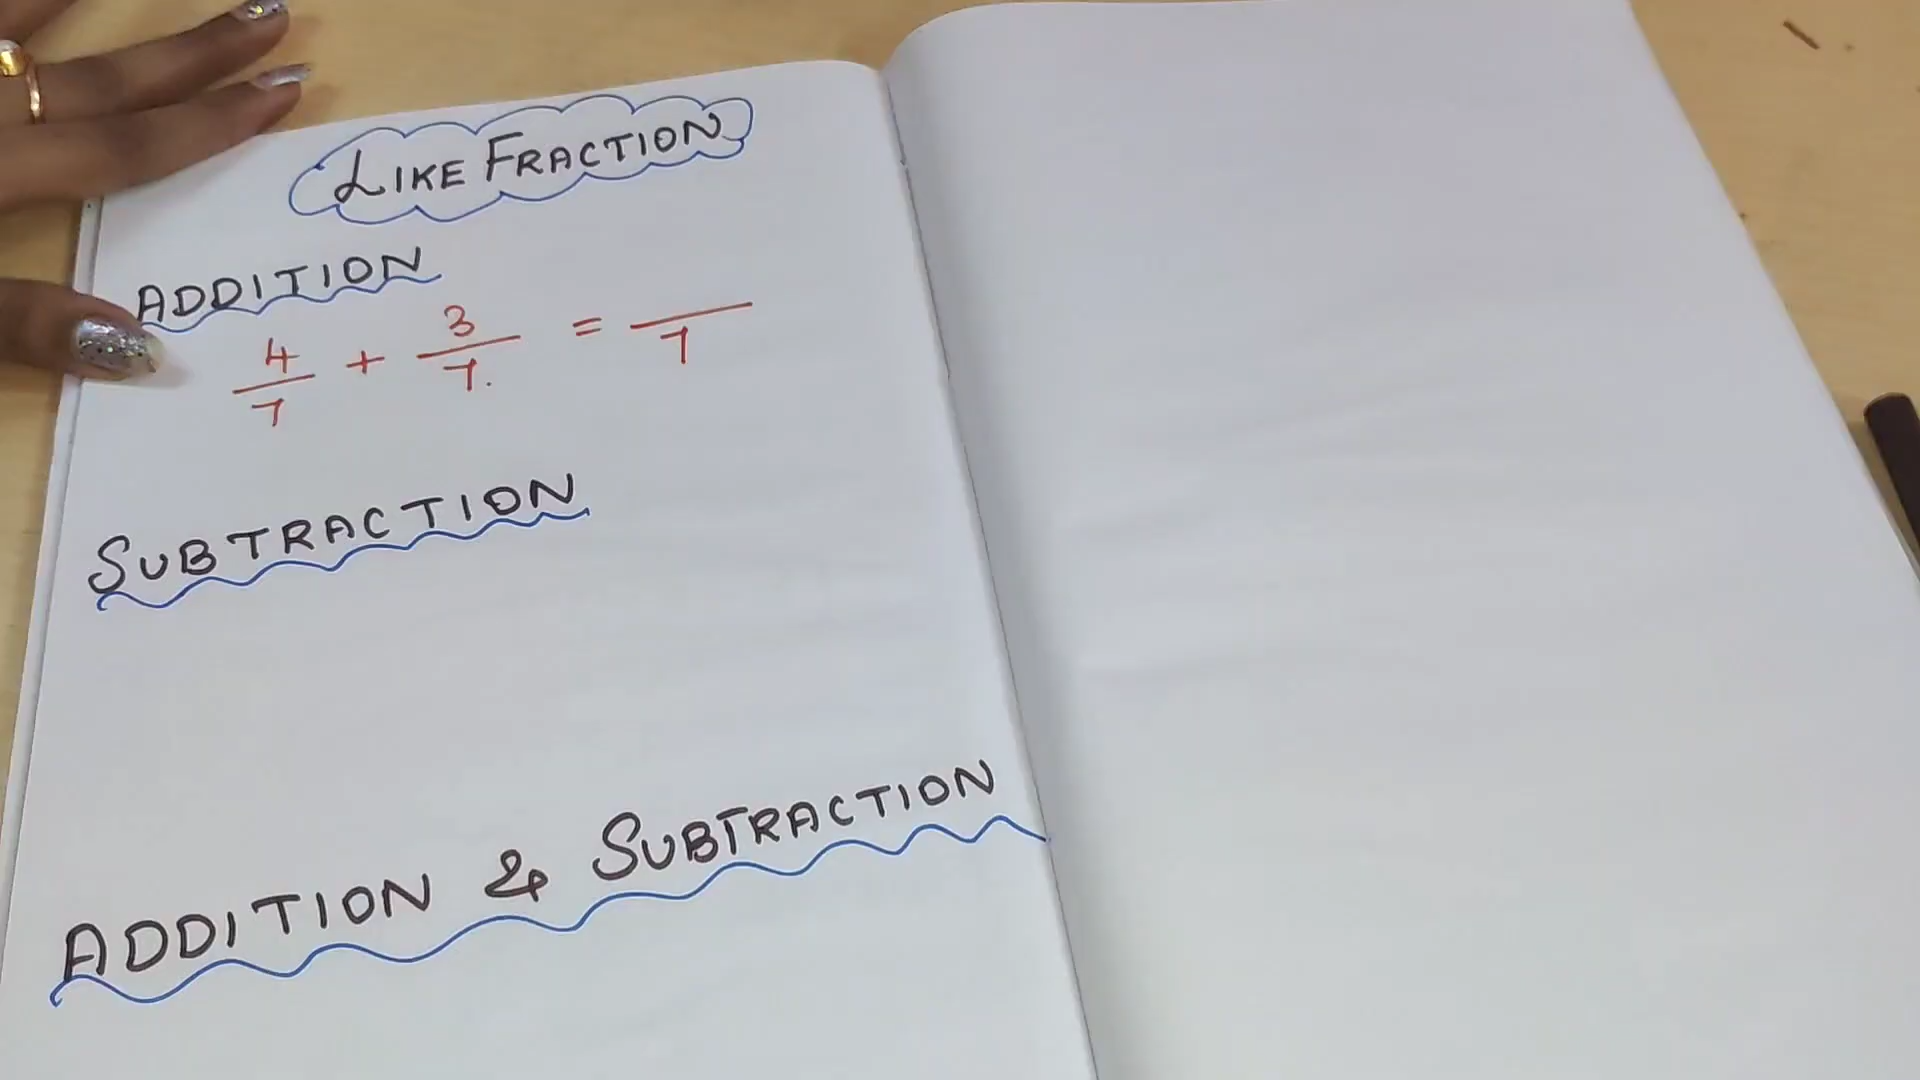 LIKE FRACTION
ADDITION
4/7 + 3/7. = /7
SUBTRACTION
ADDITION & SUBTRACTION